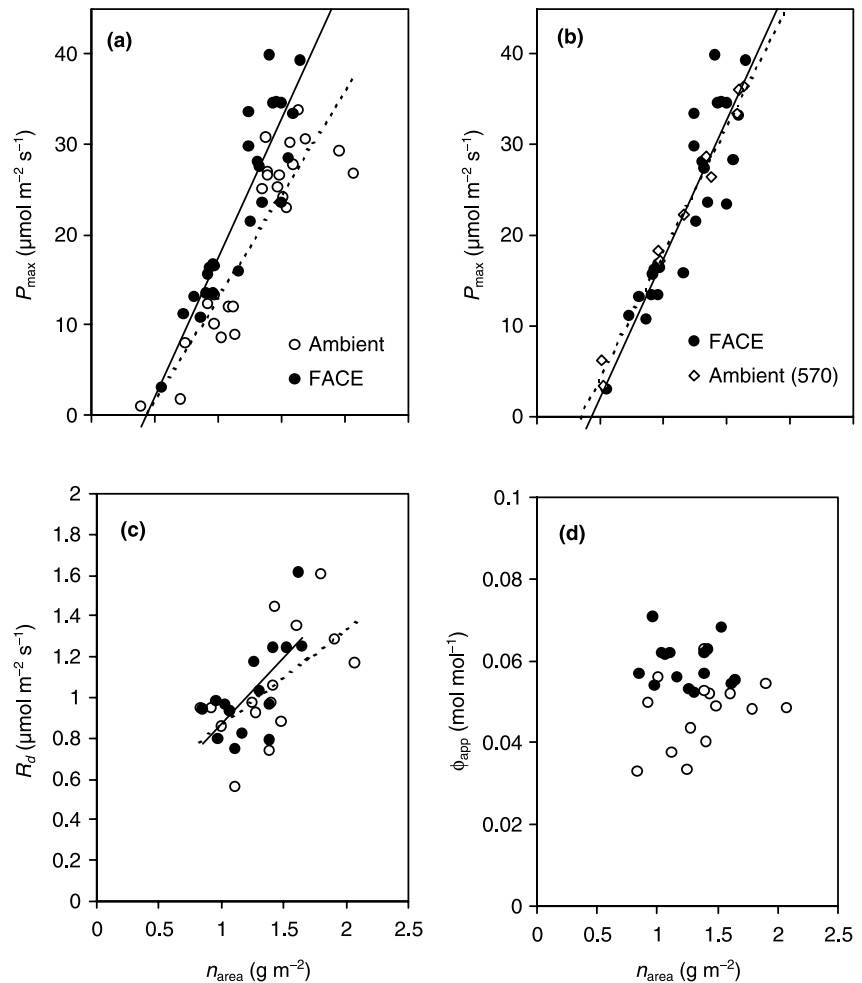 (a)
P_max (µmol m⁻² s⁻¹)
40
30
20
10
0
Ambient
FACE
(b)
P_max (µmol m⁻² s⁻¹)
40
30
20
10
0
FACE
Ambient (570)
(c)
R_d (µmol m⁻² s⁻¹)
2
1.8
1.6
1.4
1.2
1
0.8
0.6
0.4
0.2
0
0 0.5 1 1.5 2 2.5
n_area (g m⁻²)
(d)
ϕ_app (mol mol⁻¹)
0.1
0.08
0.06
0.04
0.02
0
0 0.5 1 1.5 2 2.5
n_area (g m⁻²)